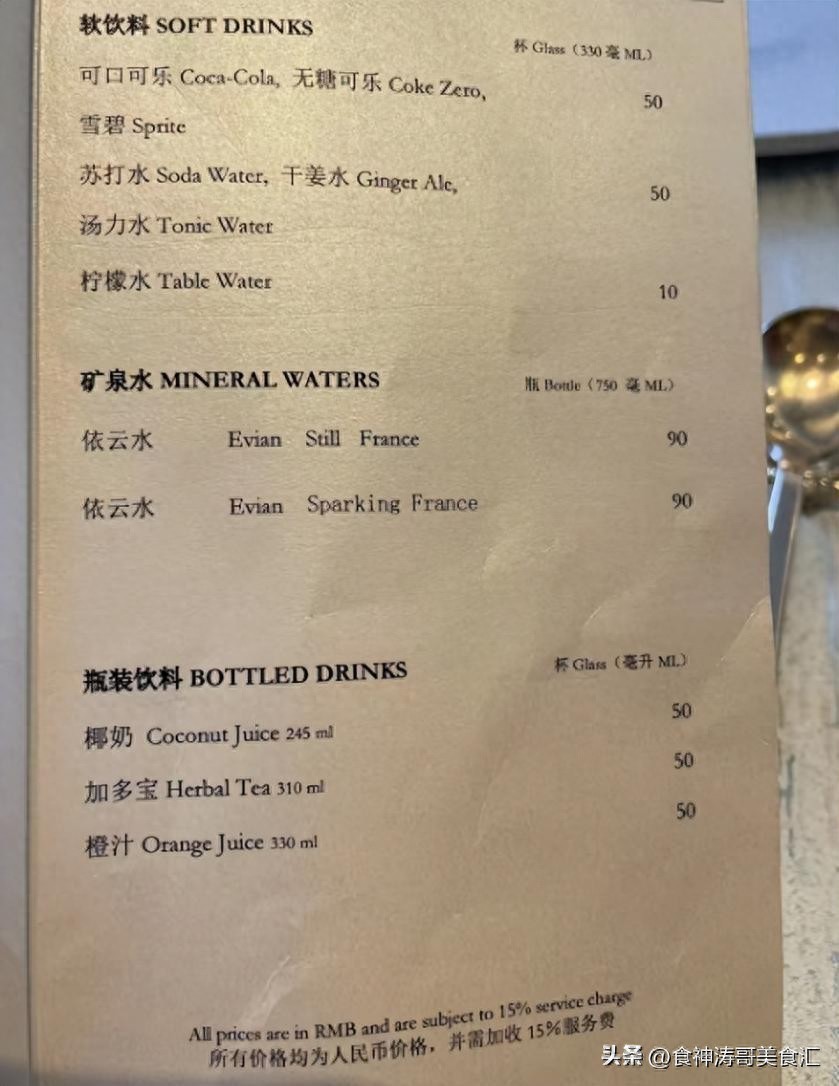 软饮料 SOFT DRINKS
杯 Glass（330 毫 ML）
可口可乐 Coca-Cola, 无糖可乐 Coke Zero,
50
雪碧 Sprite
苏打水 Soda Water, 干姜水 Ginger Ale,
50
汤力水 Tonic Water
柠檬水 Table Water
10
矿泉水 MINERAL WATERS 瓶 Bottle（750 毫 ML）
依云水 Evian Still France 90
依云水 Evian Sparking France 90
瓶装饮料 BOTTLED DRINKS 杯 Glass（毫升 ML）
50
椰奶 Coconut Juice 245 ml
50
加多宝 Herbal Tea 310 ml
50
橙汁 Orange Juice 330 ml
All prices are in RMB and are subject to 15% service charge
所有价格均为人民币价格，并需加收 15%服务费
头条 @食神涛哥美食汇